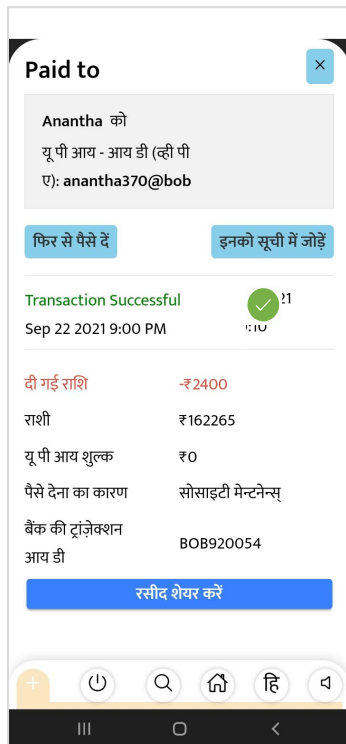 Paid to
×
Anantha को
यू पी आय - आय डी (व्ही पी
ए): anantha370@bob
फिर से पैसे दें
इनको सूची में जोड़ें
Transaction Successful
Sep 22 2021 9:00 PM
दी गई राशि -₹2400
राशी ₹162265
यू पी आय शुल्क ₹0
पैसे देना का कारण सोसाइटी मेन्टनेन्स्
बैंक की ट्रांज़ेक्शन
आय डी BOB920054
रसीद शेयर करें
हि